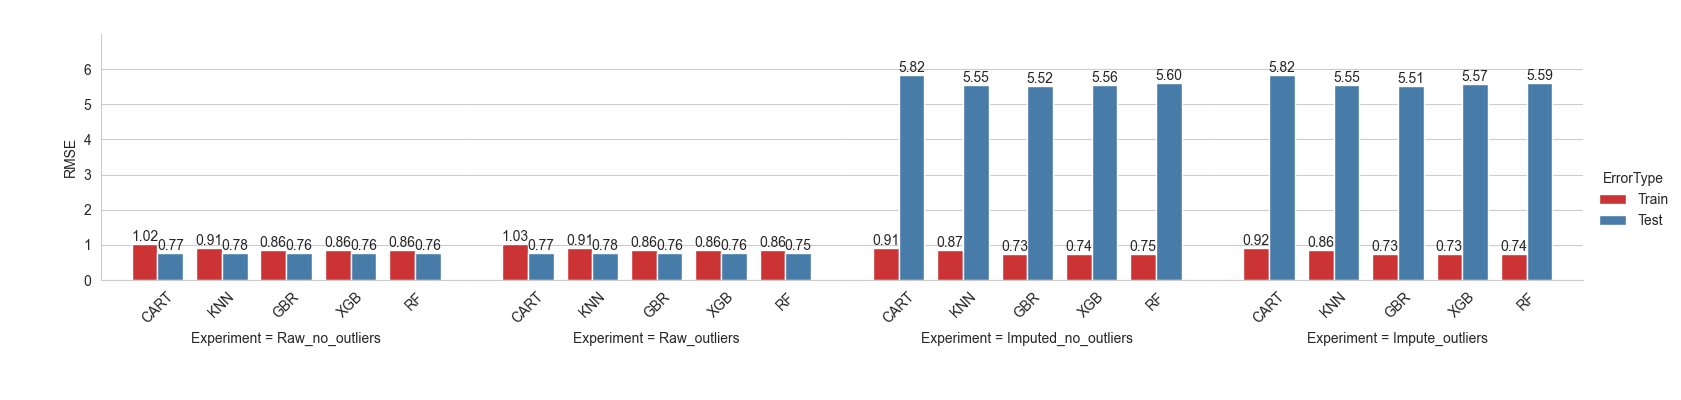 RMSE
6
5
4
3
2
1
0
1.02 0.77 0.91 0.78 0.86 0.76 0.86 0.76 0.86 0.76
CART KNN GBR XGB RF
Experiment = Raw_no_outliers
1.03 0.77 0.91 0.78 0.86 0.76 0.86 0.76 0.86 0.75
CART KNN GBR XGB RF
Experiment = Raw_outliers
0.91 5.82 0.87 5.55 0.73 5.52 0.74 5.56 0.75 5.60
CART KNN GBR XGB RF
Experiment = Imputed_no_outliers
0.92 5.82 0.86 5.55 0.73 5.51 0.73 5.57 0.74 5.59
CART KNN GBR XGB RF
Experiment = Impute_outliers
ErrorType
Train
Test